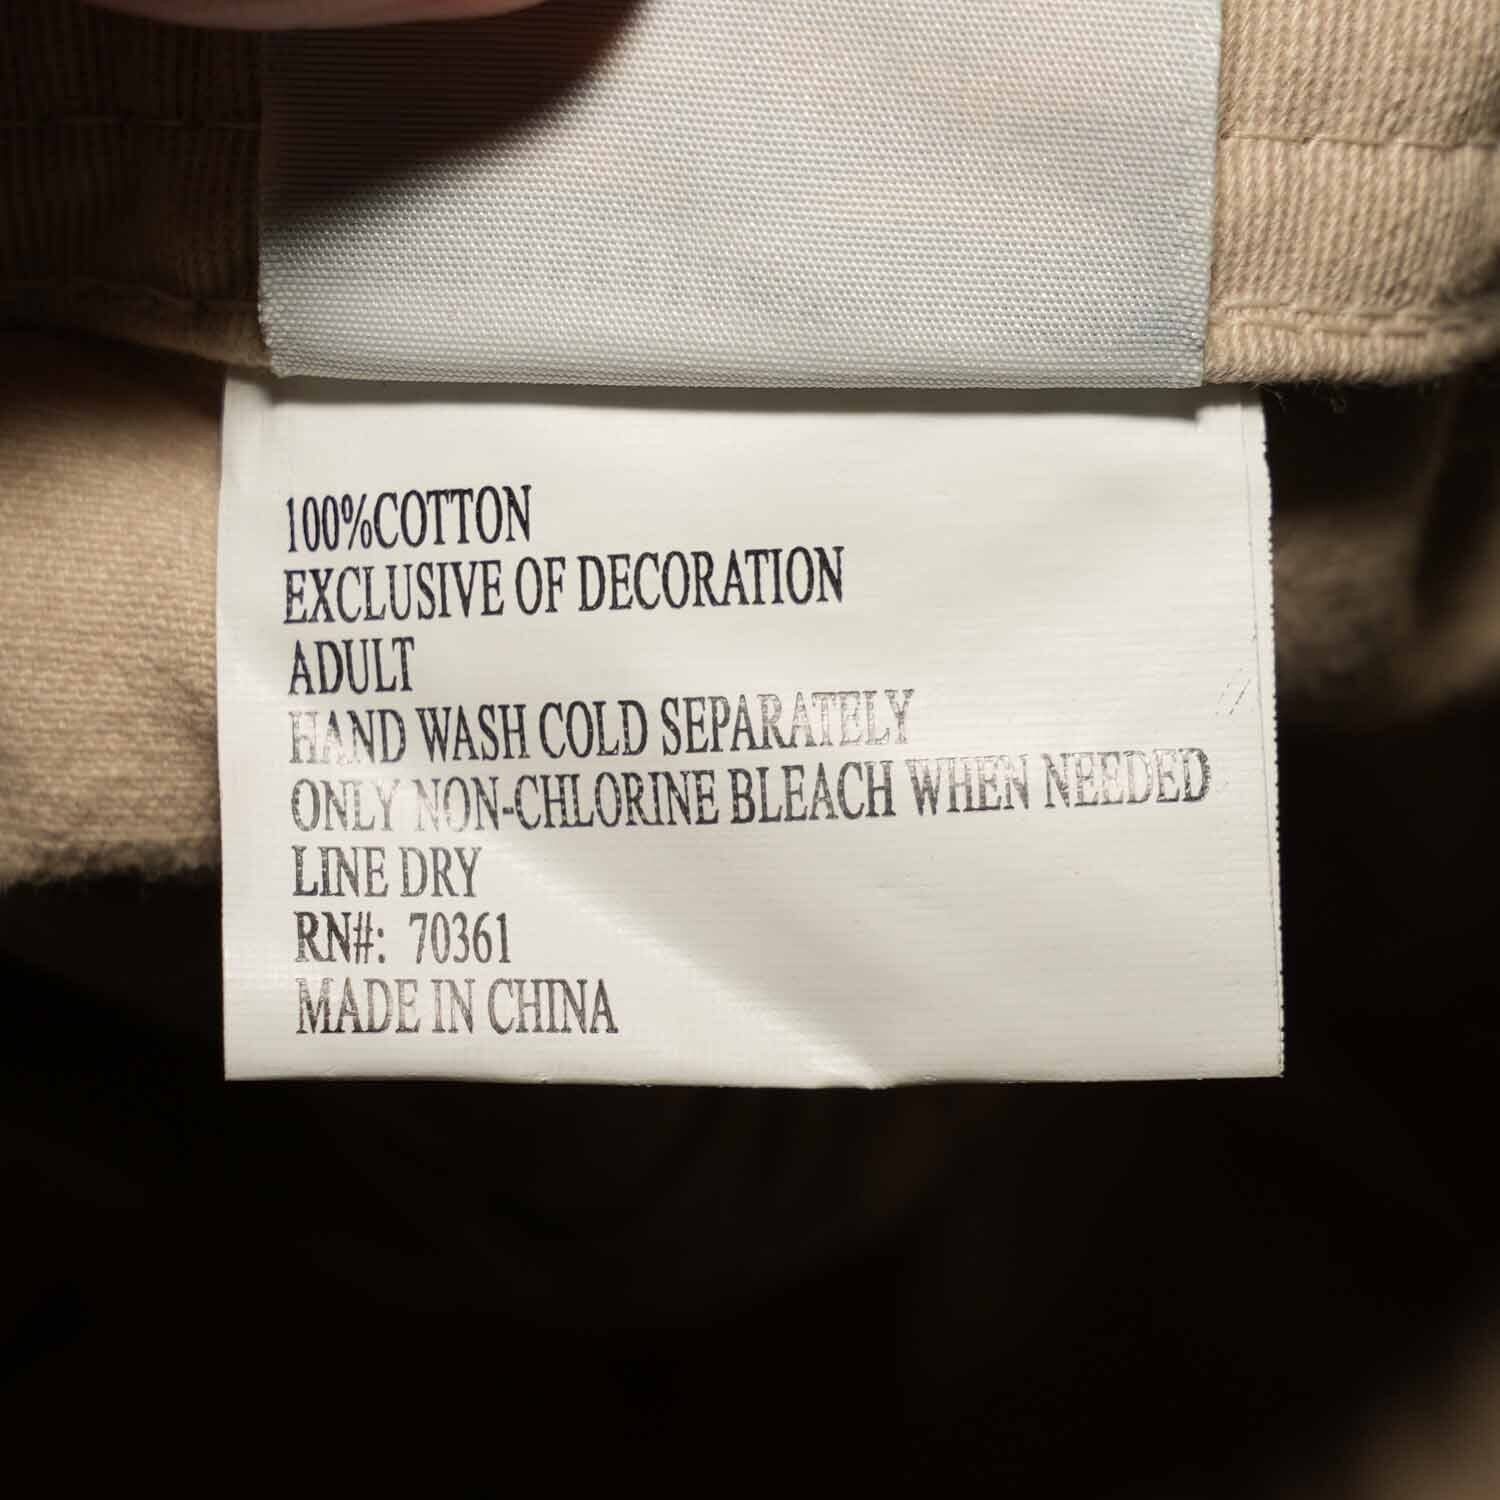 100%COTTON
EXCLUSIVE OF DECORATION
ADULT
HAND WASH COLD SEPARATELY
ONLY NON-CHLORINE BLEACH WHEN NEEDED
LINE DRY
RN#: 70361
MADE IN CHINA